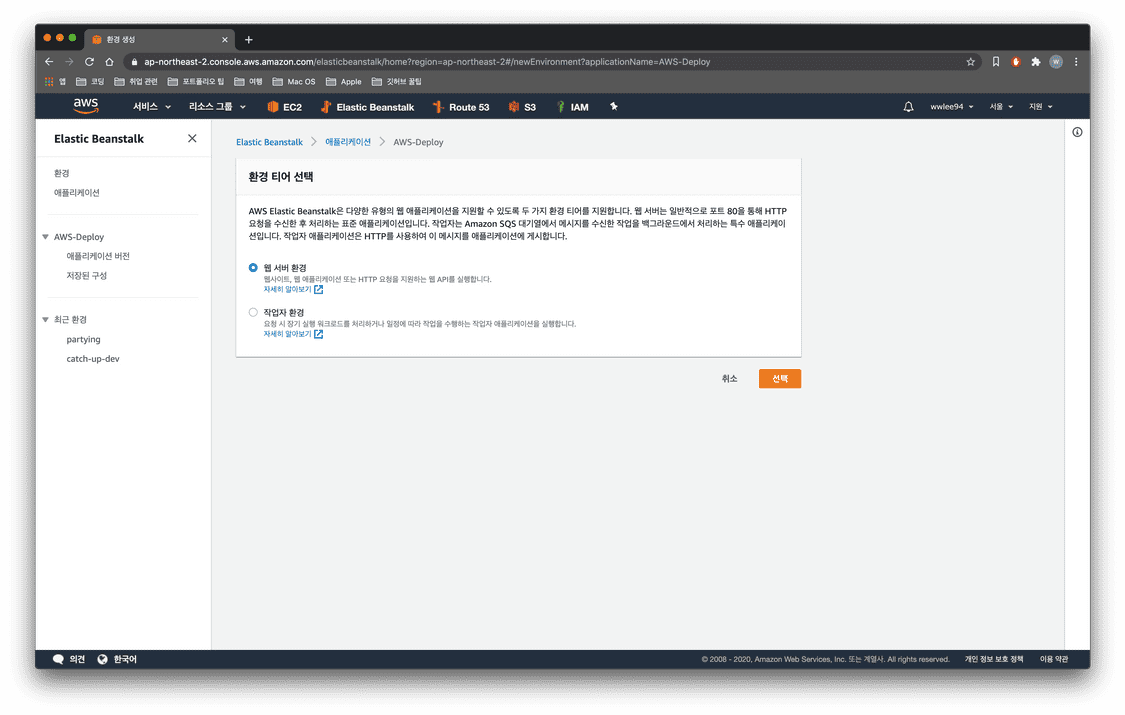 환경 생성
ap-northeast-2.console.aws.amazon.com/elasticbeanstalk/home?region=ap-northeast-2#/newEnvironment?applicationName=AWS-Deploy
앱 코딩 취업 관련 포트폴리오 팁 여행 Mac OS Apple 깃허브 꿀팁
aws 서비스 리소스 그룹 EC2 Elastic Beanstalk Route 53 S3 IAM wwlee94 서울 지원
Elastic Beanstalk
환경
애플리케이션
AWS-Deploy
애플리케이션 버전
저장된 구성
최근 환경
partying
catch-up-dev
Elastic Beanstalk > 애플리케이션 > AWS-Deploy
환경 티어 선택
AWS Elastic Beanstalk은 다양한 유형의 웹 애플리케이션을 지원할 수 있도록 두 가지 환경 티어를 지원합니다. 웹 서버는 일반적으로 포트 80을 통해 HTTP
요청을 수신한 후 처리하는 표준 애플리케이션입니다. 작업자는 Amazon SQS 대기열에서 메시지를 수신한 작업을 백그라운드에서 처리하는 특수 애플리케이
션입니다. 작업자 애플리케이션은 HTTP를 사용하여 이 메시지를 애플리케이션에 게시합니다.
웹 서버 환경
웹사이트, 웹 애플리케이션 또는 HTTP 요청을 지원하는 웹 API를 실행합니다.
자세히 알아보기
작업자 환경
요청 시 장기 실행 워크로드를 처리하거나 일정에 따라 작업을 수행하는 작업자 애플리케이션을 실행합니다.
자세히 알아보기
취소 선택
의견 한국어 © 2008 - 2020, Amazon Web Services, Inc. 또는 계열사. All rights reserved. 개인 정보 보호 정책 이용 약관